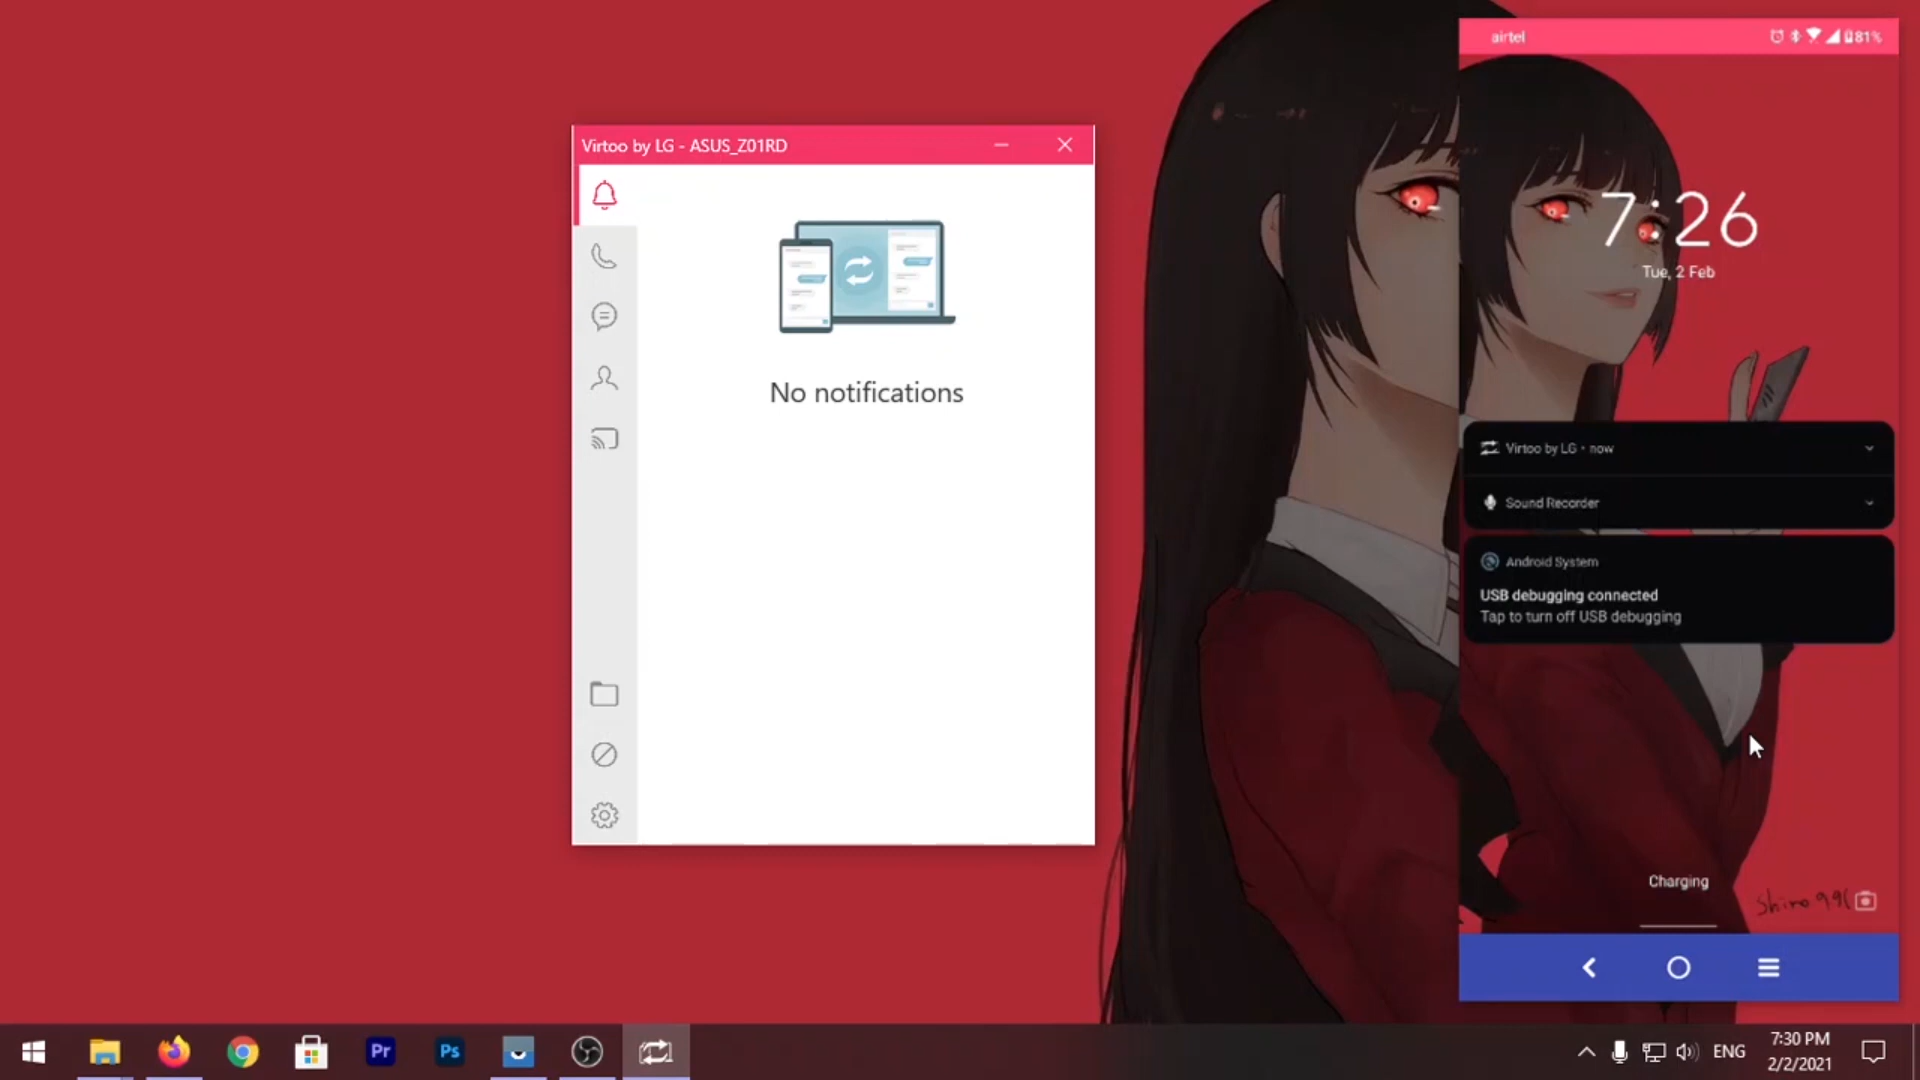 Virtoo by LG - ASUS_Z01RD
No notifications
airtel
81%
7:26
Tue, 2 Feb
Virtoo by LG • now
Sound Recorder
Android System
USB debugging connected
Tap to turn off USB debugging
Charging
Pr
Ps
ENG
7:30 PM
2/2/2021